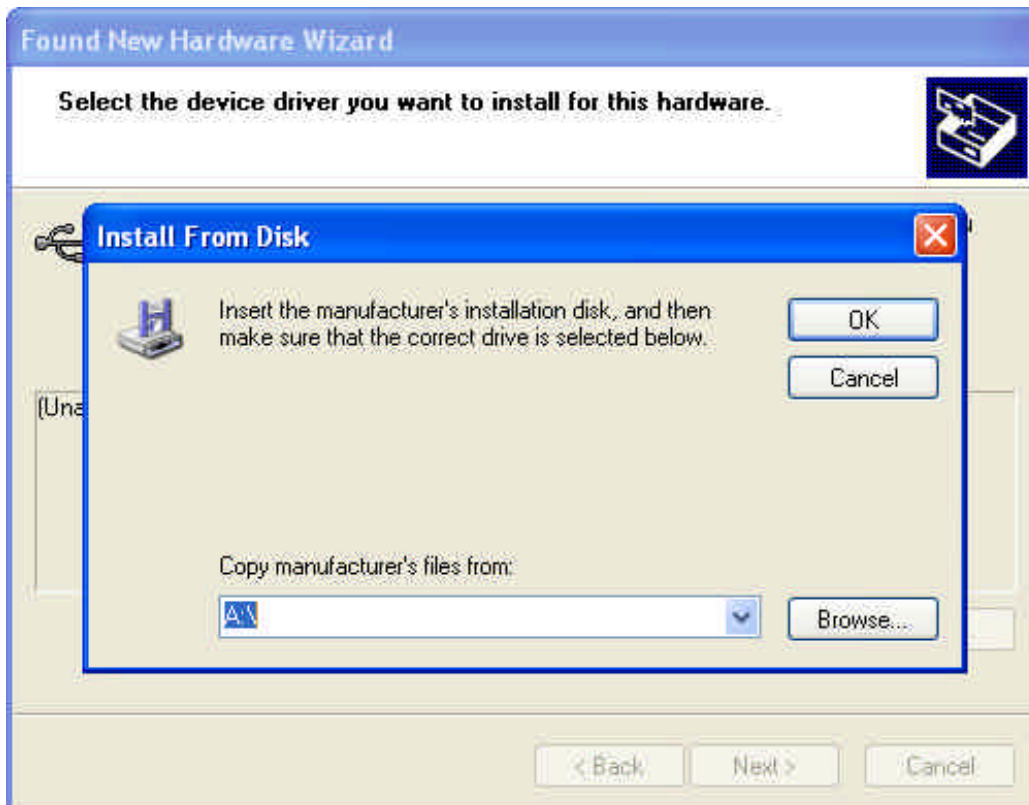 Found New Hardware Wizard
Select the device driver you want to install for this hardware.
Install From Disk
Insert the manufacturer's installation disk, and then
make sure that the correct drive is selected below.
OK
Cancel
(Una
Copy manufacturer's files from:
A:\
Browse...
< Back
Next >
Cancel